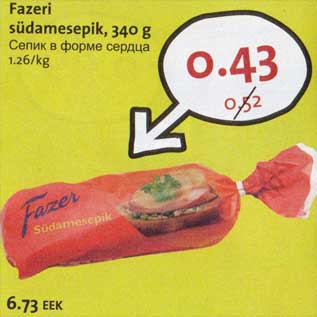 Fazeri
südamesepik, 340 g
Сепик в форме сердца
1.26/kg
0.43
0.52
Fazer
Südamesepik
6.73 EEK